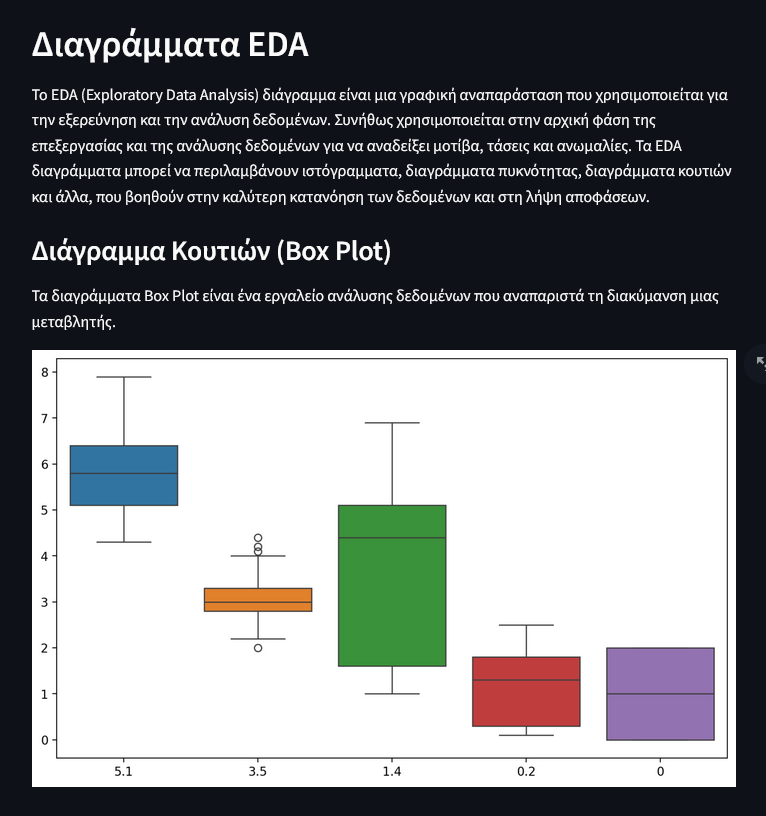 Διαγράμματα EDA
Το EDA (Exploratory Data Analysis) διάγραμμα είναι μια γραφική αναπαράσταση που χρησιμοποιείται για
την εξερεύνηση και την ανάλυση δεδομένων. Συνήθως χρησιμοποιείται στην αρχική φάση της
επεξεργασίας και της ανάλυσης δεδομένων για να αναδείξει μοτίβα, τάσεις και ανωμαλίες. Τα EDA
διαγράμματα μπορεί να περιλαμβάνουν ιστόγραμματα, διαγράμματα πυκνότητας, διαγράμματα κουτιών
και άλλα, που βοηθούν στην καλύτερη κατανόηση των δεδομένων και στη λήψη αποφάσεων.
Διάγραμμα Κουτιών (Box Plot)
Τα διαγράμματα Box Plot είναι ένα εργαλείο ανάλυσης δεδομένων που αναπαριστά τη διακύμανση μιας
μεταβλητής.
8
7
6
5
4
3
2
1
0
5.1 3.5 1.4 0.2 0